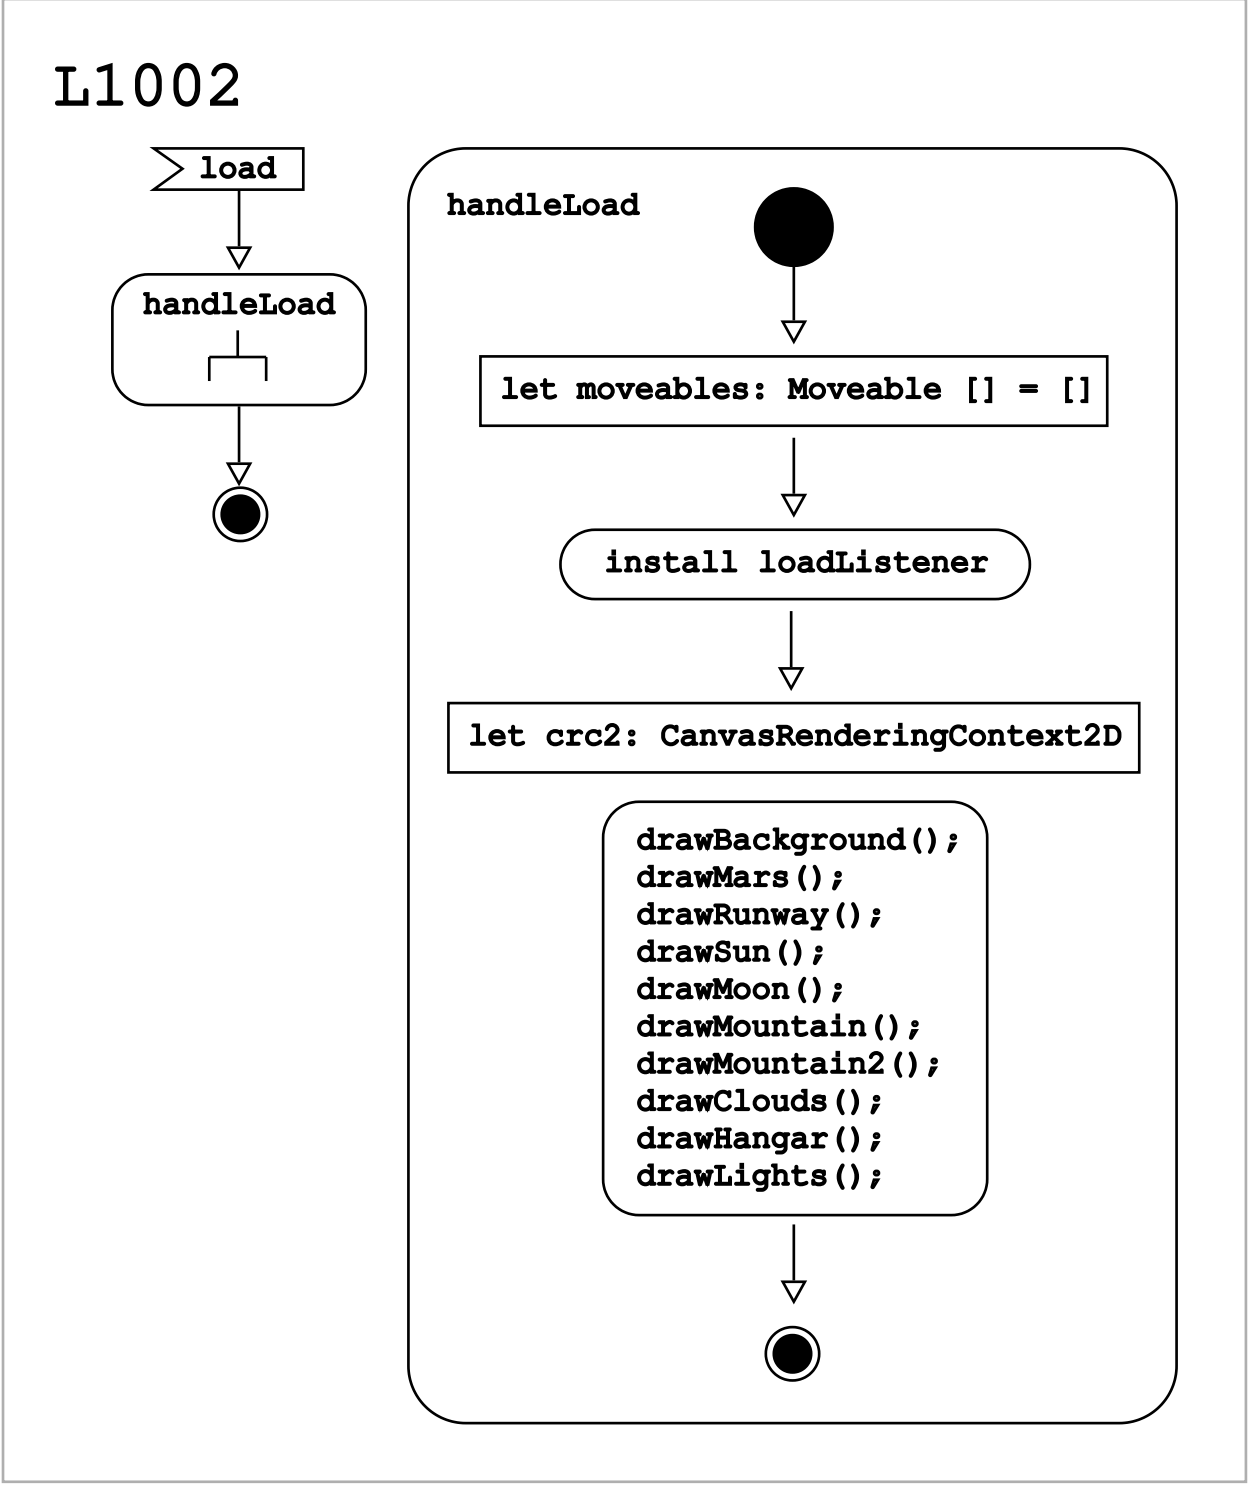 L1002
load
handleLoad
handleLoad
let moveables: Moveable [] = []
install loadListener
let crc2: CanvasRenderingContext2D
drawBackground();
drawMars();
drawRunway();
drawSun();
drawMoon();
drawMountain();
drawMountain2();
drawClouds();
drawHangar();
drawLights();